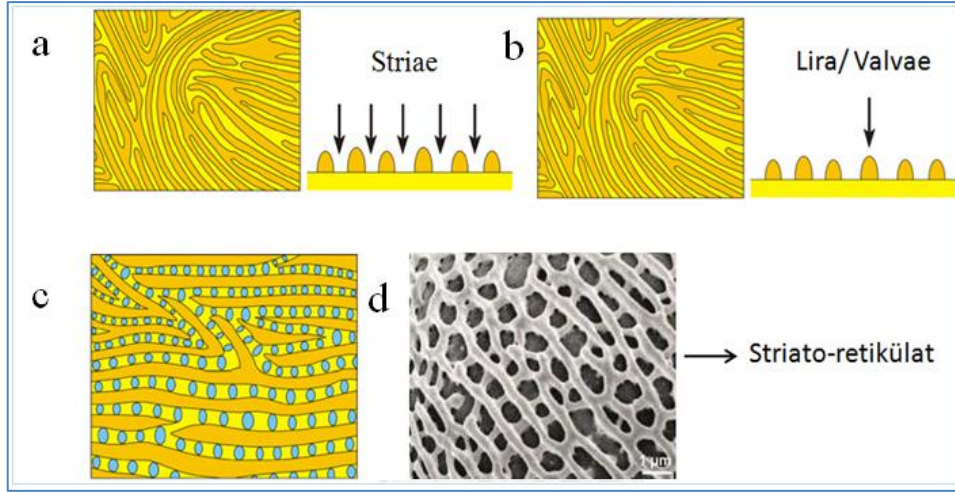 a
Striae
b
Lira/ Valvae
c
d
Striato-retikülat
1 µm